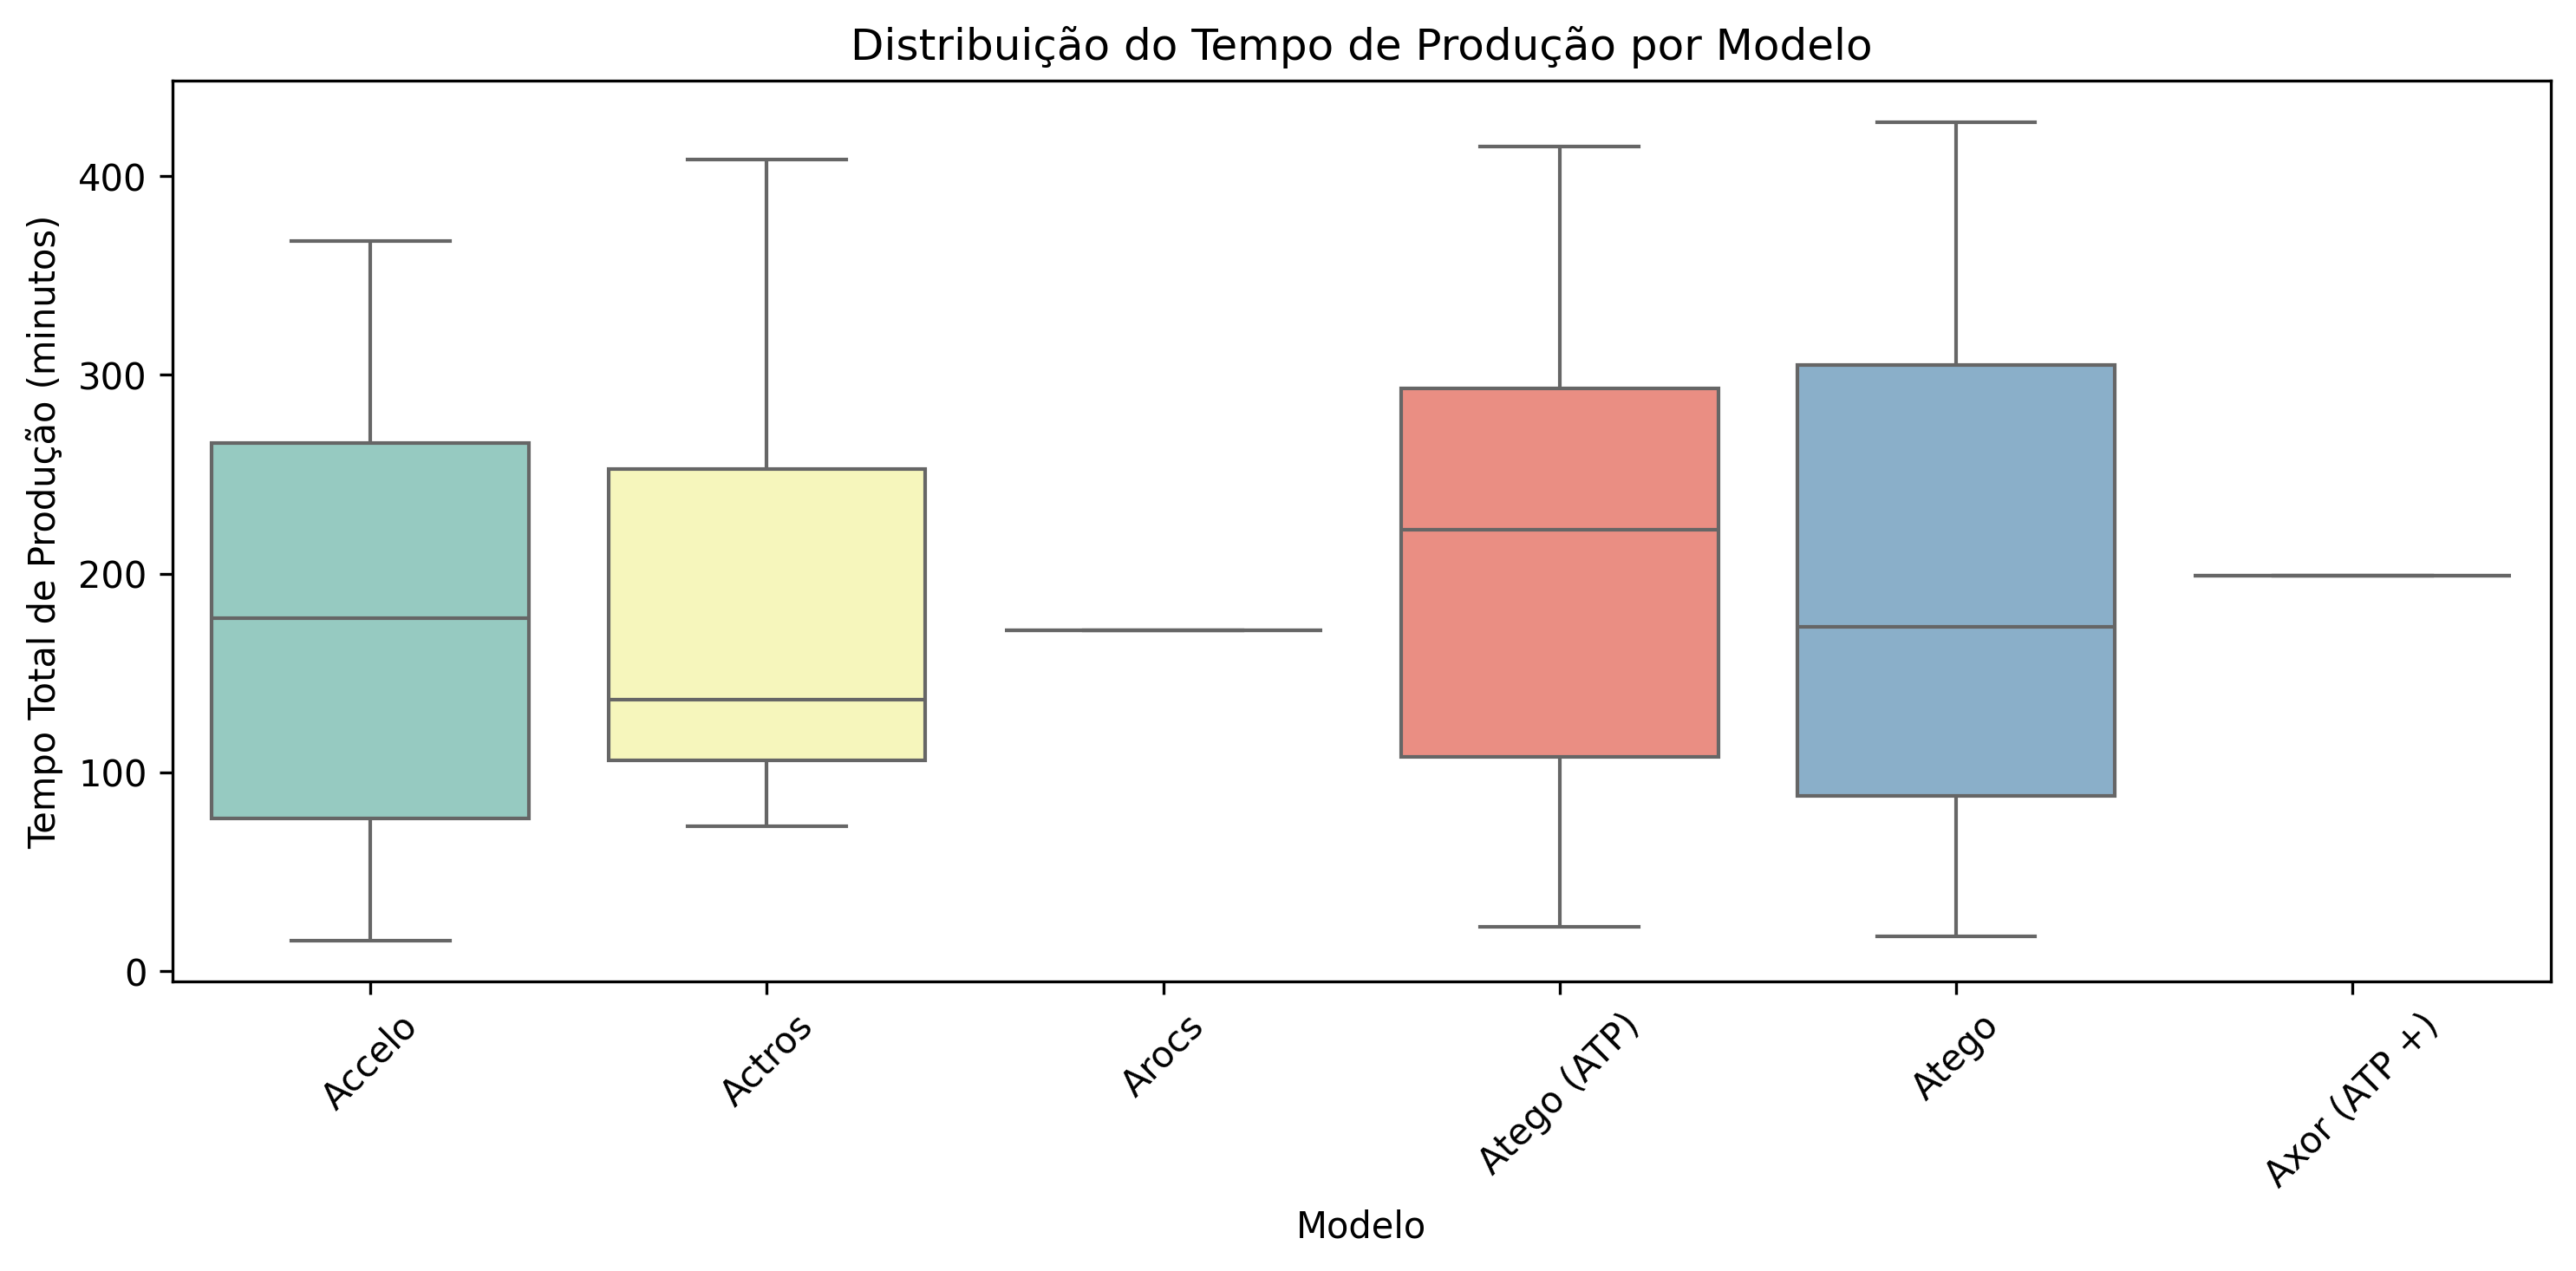 Distribuição do Tempo de Produção por Modelo
Tempo Total de Produção (minutos)
400
300
200
100
0
Accelo
Actros
Arocs
Atego (ATP)
Atego
Axor (ATP +)
Modelo